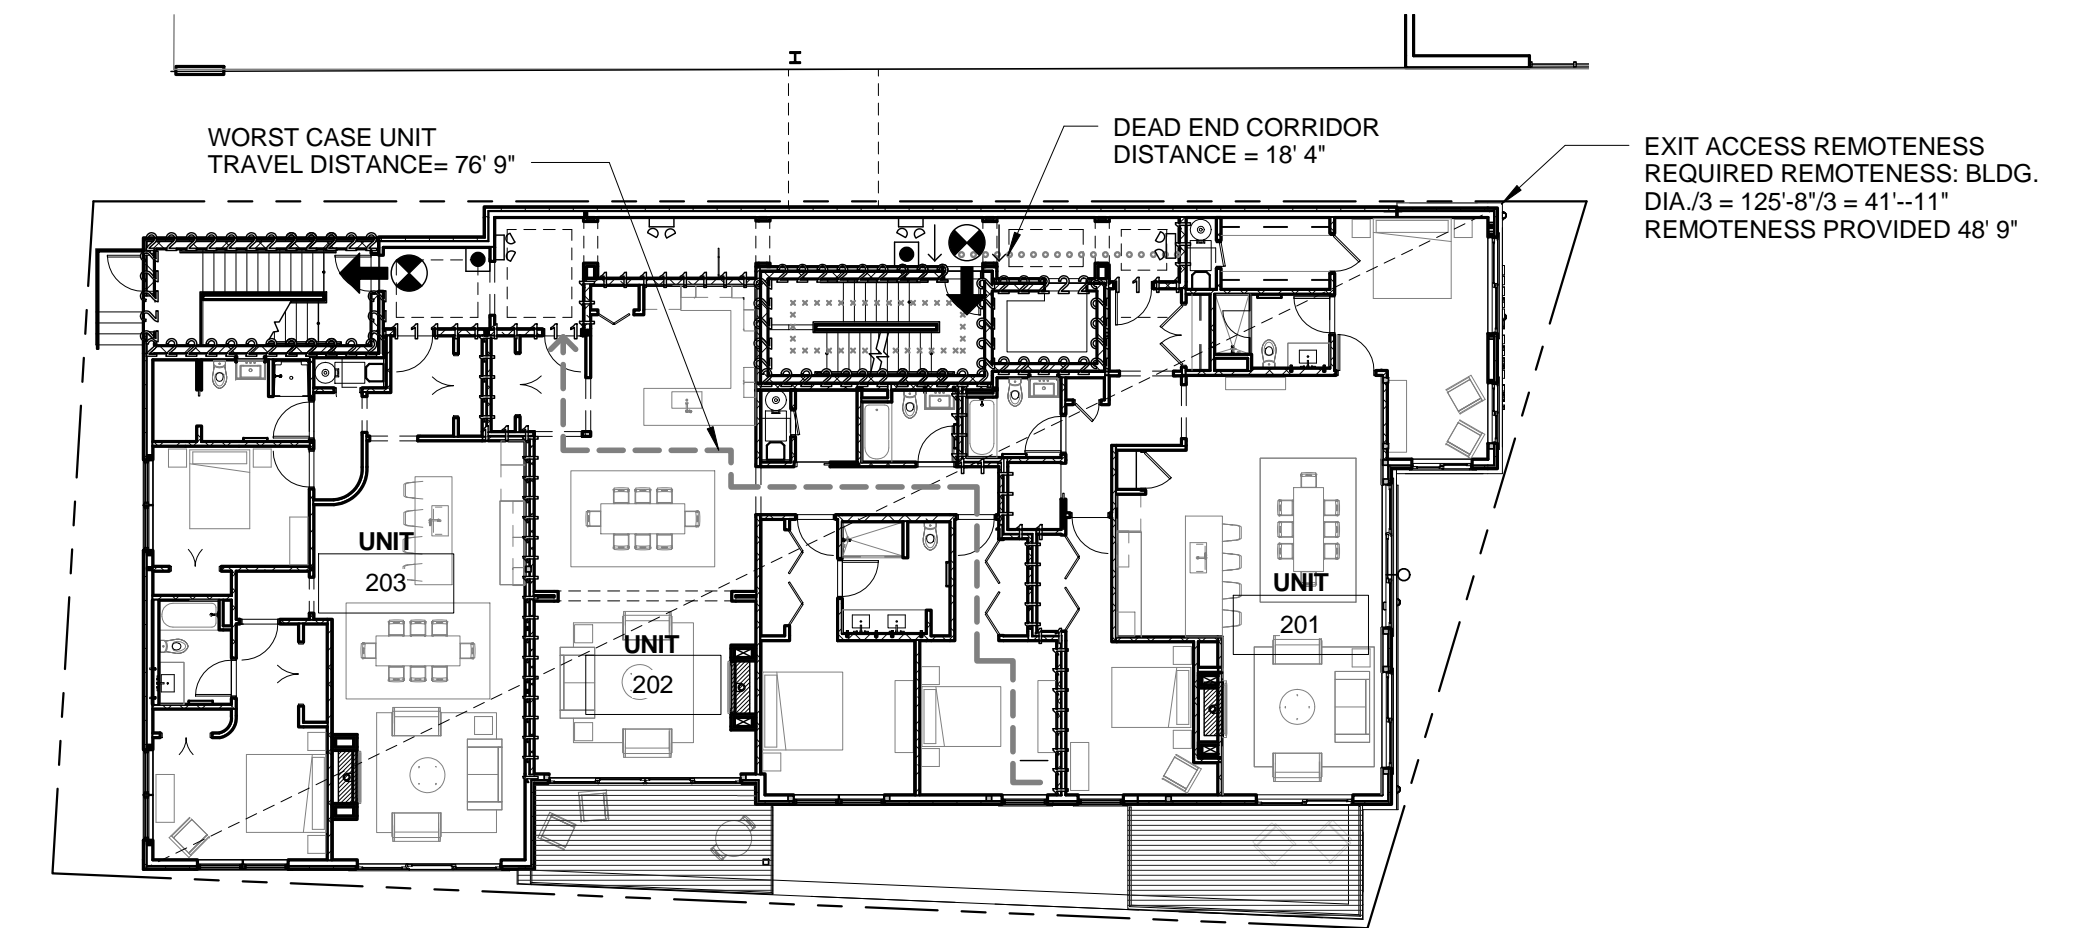 WORST CASE UNIT
TRAVEL DISTANCE= 76' 9"
DEAD END CORRIDOR
DISTANCE = 18' 4"
EXIT ACCESS REMOTENESS
REQUIRED REMOTENESS: BLDG.
DIA./3 = 125'-8"/3 = 41'--11"
REMOTENESS PROVIDED 48' 9"
UNIT
203
UNIT
202
UNIT
201